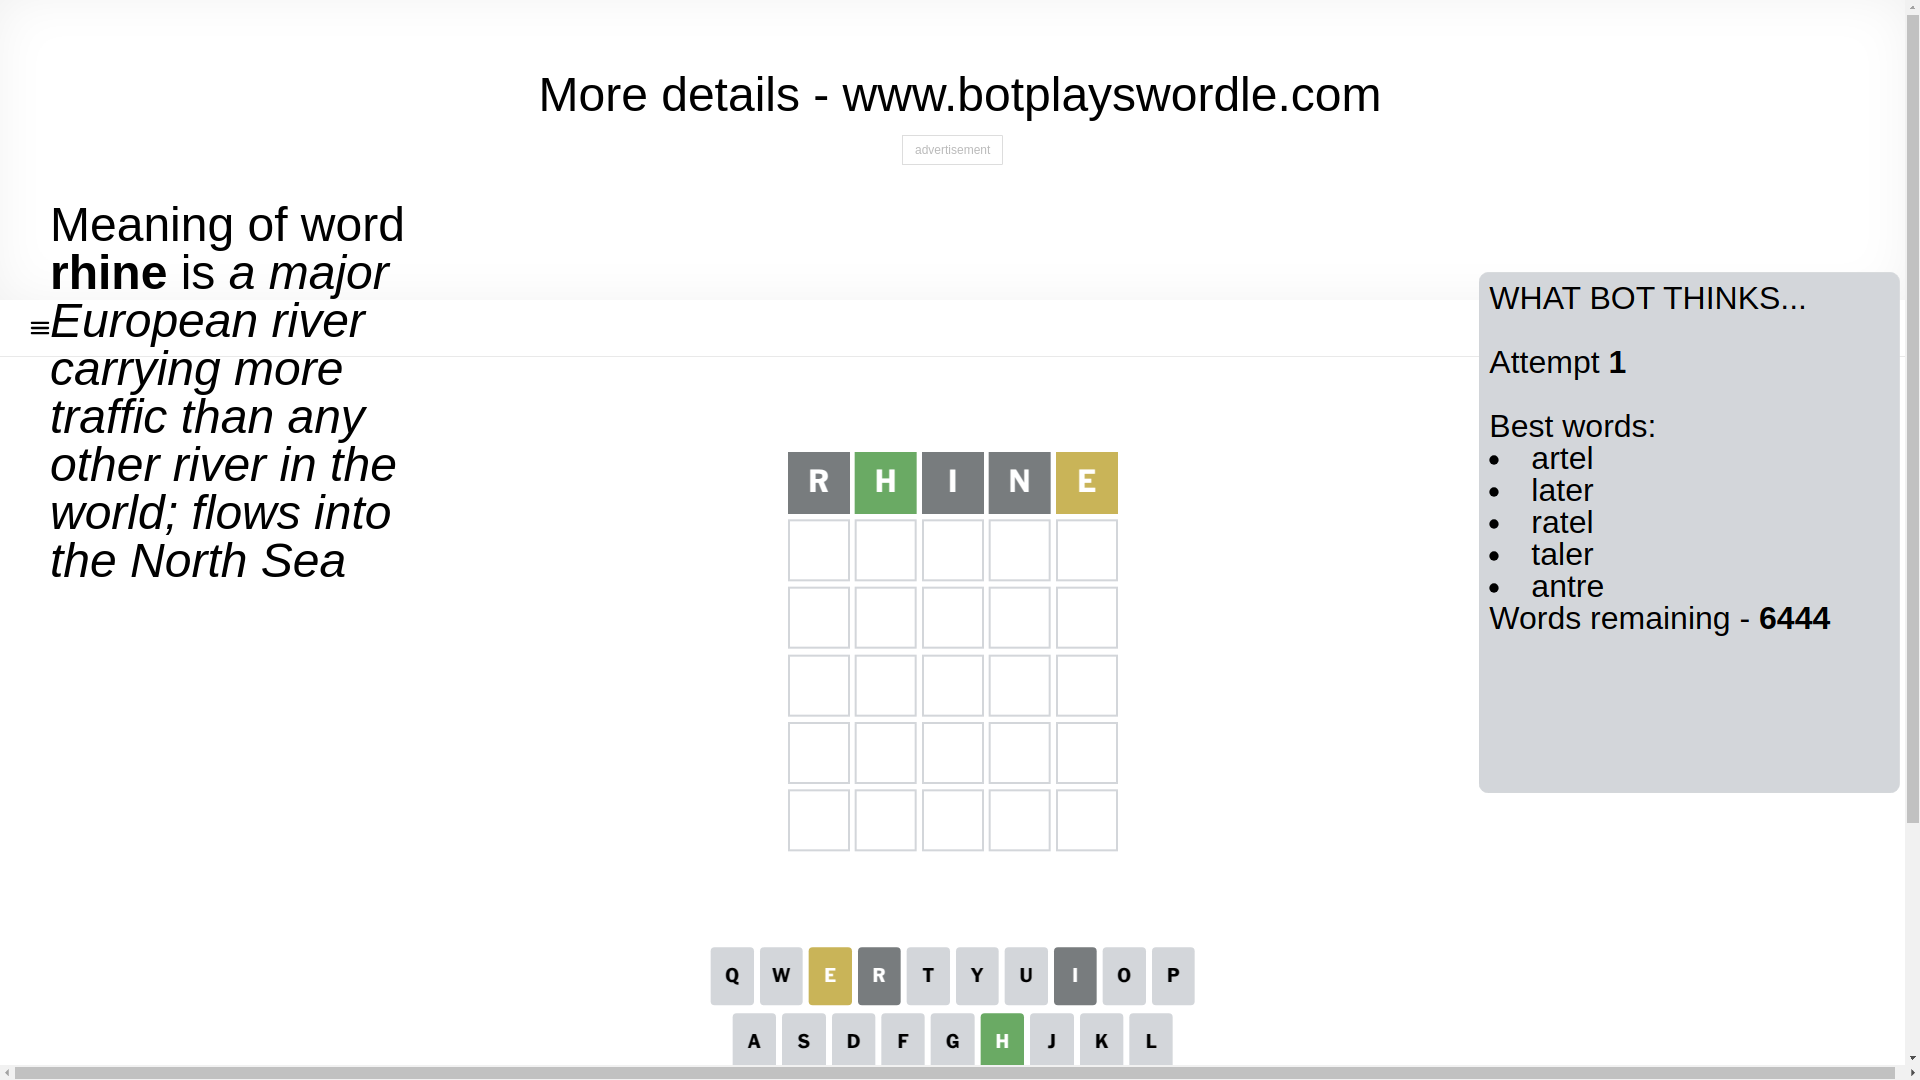 More details - www.botplayswordle.com
advertisement
Meaning of word
rhine is a major
European river
carrying more
traffic than any
other river in the
world; flows into
the North Sea
WHAT BOT THINKS...
Attempt 1
Best words:
• artel
• later
• ratel
• taler
• antre
Words remaining - 6444
R H I N E
Q W E R T Y U I O P
A S D F G H J K L